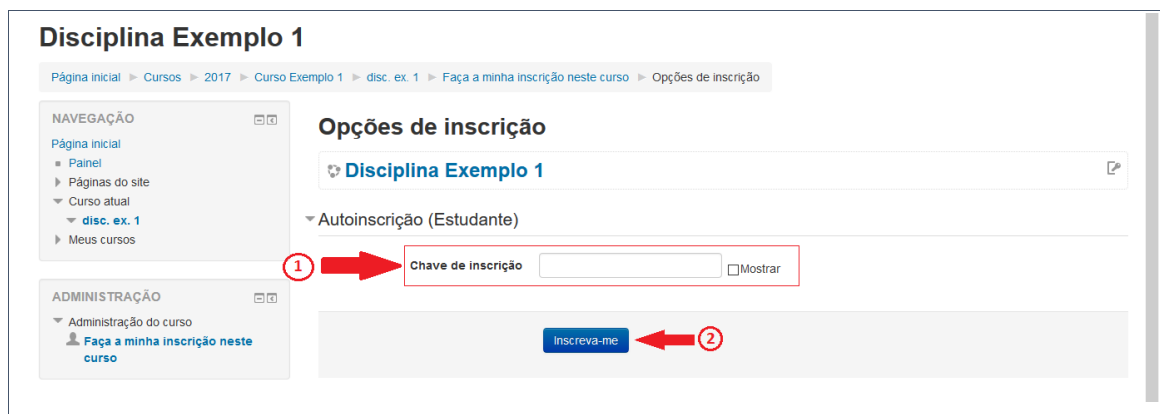 Disciplina Exemplo 1
Página inicial ► Cursos ► 2017 ► Curso Exemplo 1 ► disc. ex. 1 ► Faça a minha inscrição neste curso ► Opções de inscrição
NAVEGAÇÃO
Página inicial
Painel
Páginas do site
Curso atual
disc. ex. 1
Meus cursos
ADMINISTRAÇÃO
Administração do curso
Faça a minha inscrição neste
curso
Opções de inscrição
Disciplina Exemplo 1
Autoinscrição (Estudante)
1 Chave de inscrição Mostrar
Inscreva-me 2